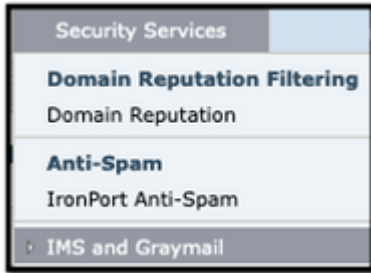 Security Services
Domain Reputation Filtering
Domain Reputation
Anti-Spam
IronPort Anti-Spam
IMS and Graymail